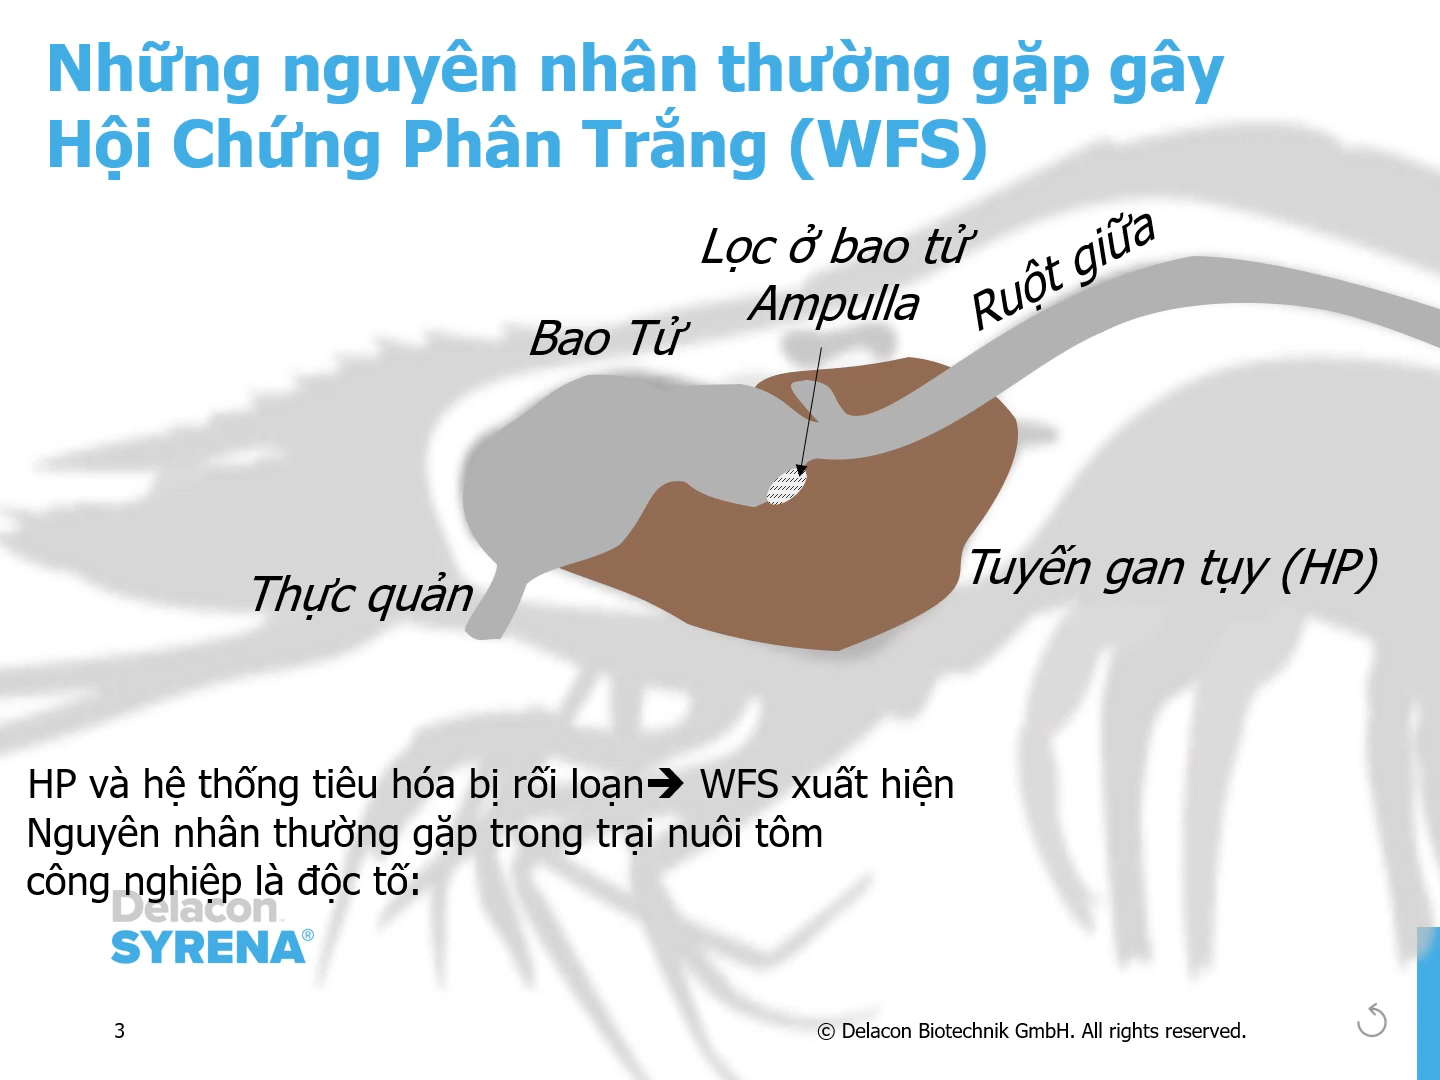 Những nguyên nhân thường gặp gây
Hội Chứng Phân Trắng (WFS)
Lọc ở bao tử
Ampulla
Ruột giữa
Bao Tử
Thực quản
Tuyến gan tụy (HP)
HP và hệ thống tiêu hóa bị rối loạn➔ WFS xuất hiện
Nguyên nhân thường gặp trong trại nuôi tôm
công nghiệp là độc tố:
Delacon™
SYRENA®
3
© Delacon Biotechnik GmbH. All rights reserved.